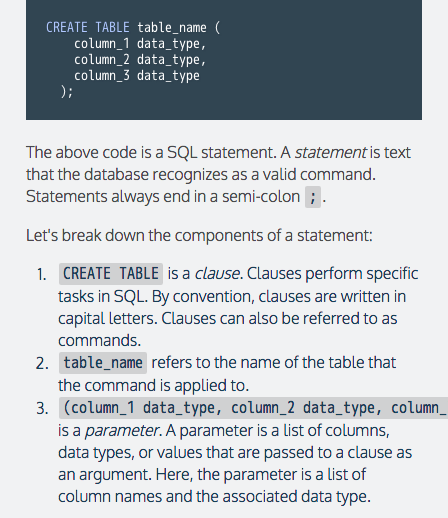 CREATE TABLE table_name (
column_1 data_type,
column_2 data_type,
column_3 data_type
);
The above code is a SQL statement. A statement is text
that the database recognizes as a valid command.
Statements always end in a semi-colon ; .
Let's break down the components of a statement:
1. CREATE TABLE is a clause. Clauses perform specific
tasks in SQL. By convention, clauses are written in
capital letters. Clauses can also be referred to as
commands.
2. table_name refers to the name of the table that
the command is applied to.
3. (column_1 data_type, column_2 data_type, column_
is a parameter. A parameter is a list of columns,
data types, or values that are passed to a clause as
an argument. Here, the parameter is a list of
column names and the associated data type.